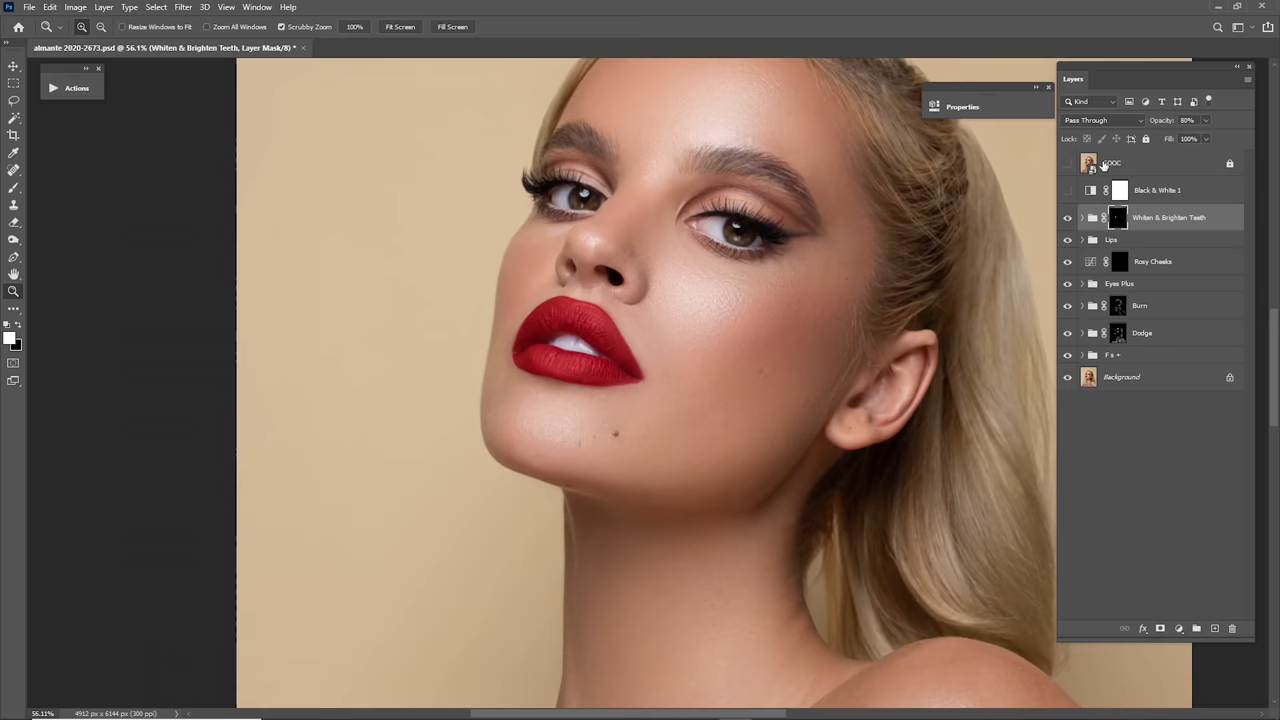 Ps File Edit Image Layer Type Select Filter 3D View Window Help
Resize Windows to Fit Zoom All Windows Scrubby Zoom 100% Fit Screen Fill Screen
almante 2020-2673.psd @ 56.1% (Whiten & Brighten Teeth, Layer Mask/8) *
Actions
Properties
Layers
Kind
Pass Through Opacity: 80%
Lock: Fill: 100%
Black & White 1
Whiten & Brighten Teeth
Lips
Rosy Cheeks
Eyes Plus
Burn
Dodge
F s +
Background
56.11% 4912 px x 6144 px (300 ppi)